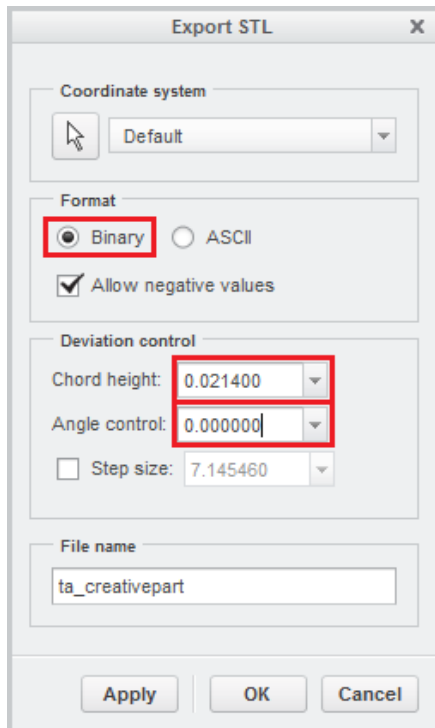 Export STL
Coordinate system
Default
Format
Binary ASCII
Allow negative values
Deviation control
Chord height: 0.021400
Angle control: 0.000000
Step size: 7.145460
File name
ta_creativepart
Apply OK Cancel